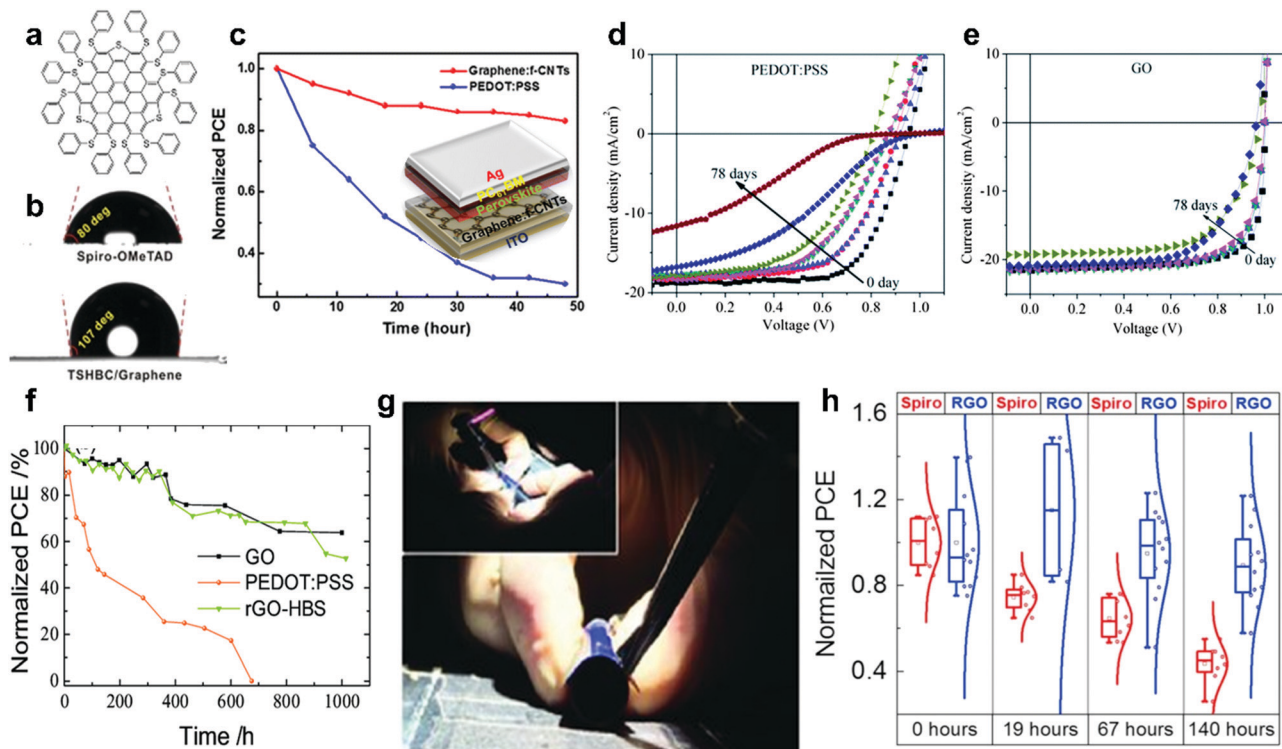 a
S S S S
S S
S S
S S
S S
S S S
b
80 deg
Spiro-OMeTAD
107 deg
TSHBC/Graphene
c
Normalized PCE
1.0
0.8
0.6
0.4
Graphene:f-CNTs
PEDOT:PSS
Ag
Perovskite
Graphene:f-CNTs
ITO
0 10 20 30 40 50
Time (hour)
d
Current density (mA/cm²)
10
0
-10
-20
PEDOT:PSS
78 days
0 day
0.0 0.2 0.4 0.6 0.8 1.0
Voltage (V)
e
Current density (mA/cm²)
10
0
-10
-20
GO
78 days
0 day
0.0 0.2 0.4 0.6 0.8 1.0
Voltage (V)
f
Normalized PCE /%
100
80
60
40
20
0
GO
PEDOT:PSS
rGO-HBS
0 200 400 600 800 1000
Time /h
g
h
Normailzed PCE
1.6
1.2
0.8
0.4
Spiro RGO Spiro RGO Spiro RGO Spiro RGO
0 hours 19 hours 67 hours 140 hours